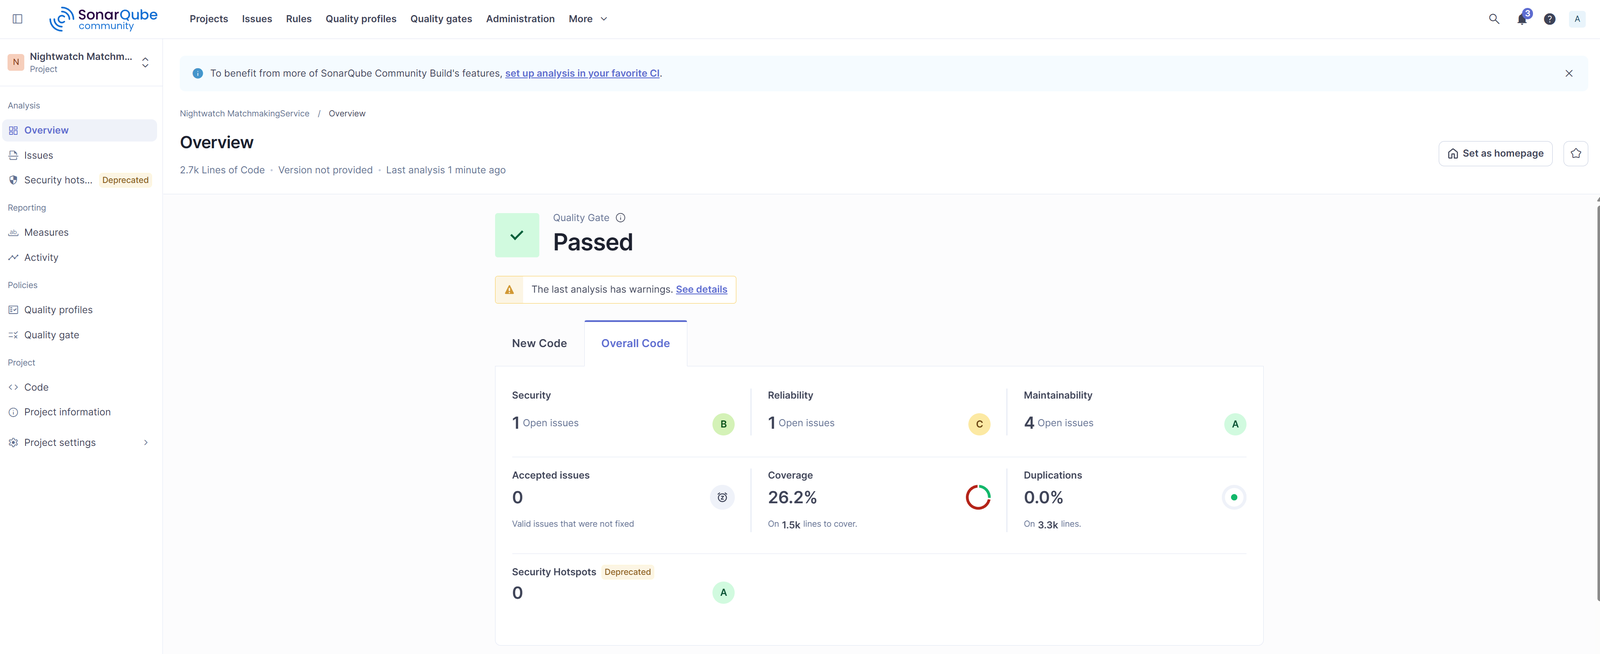 SonarQube community
Projects Issues Rules Quality profiles Quality gates Administration More
3
A
N
Nightwatch Matchm...
Project
Analysis
Overview
Issues
Security hots... Deprecated
Reporting
Measures
Activity
Policies
Quality profiles
Quality gate
Project
Code
Project information
Project settings
To benefit from more of SonarQube Community Build's features, set up analysis in your favorite CI.
Nightwatch MatchmakingService / Overview
Overview
2.7k Lines of Code · Version not provided · Last analysis 1 minute ago
Set as homepage
Quality Gate
Passed
The last analysis has warnings. See details
New Code Overall Code
Security
1 Open issues B
Reliability
1 Open issues C
Maintainability
4 Open issues A
Accepted issues
0
Valid issues that were not fixed
Coverage
26.2%
On 1.5k lines to cover.
Duplications
0.0%
On 3.3k lines.
Security Hotspots Deprecated
0 A